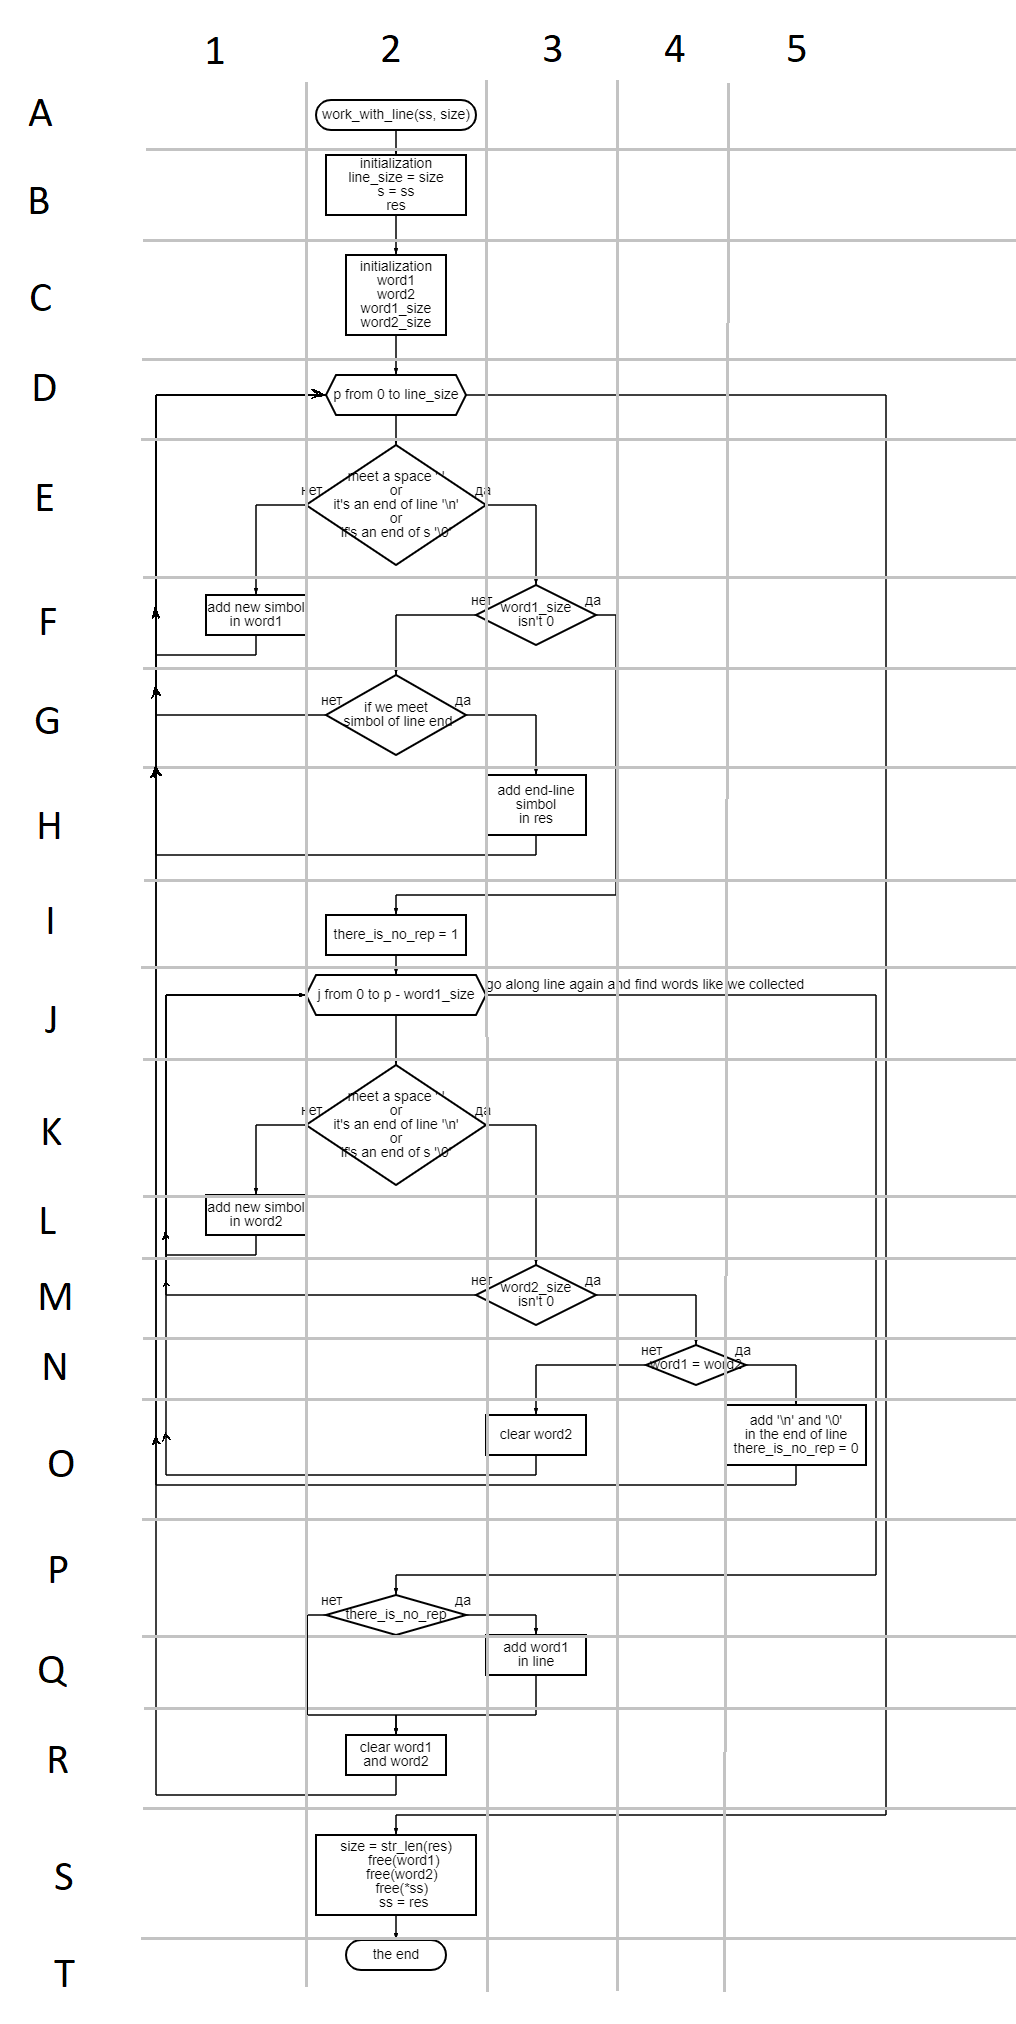 1 2 3 4 5
A
work_with_line(ss, size)
B
initialization
line_size = size
s = ss
res
C
initialization
word1
word2
word1_size
word2_size
D
p from 0 to line_size
E
нет
да
meet a space ' '
or
it's an end of line '\n'
or
if's an end of s '\0'
F
add new simbol
in word1
нет
да
word1_size
isn't 0
G
нет
да
if we meet
simbol of line end
H
add end-line
simbol
in res
I
there_is_no_rep = 1
J
j from 0 to p - word1_size
go along line again and find words like we collected
K
нет
да
meet a space ' '
or
it's an end of line '\n'
or
if's an end of s '\0'
L
add new simbol
in word2
M
нет
да
word2_size
isn't 0
N
нет
да
word1 = word2
O
clear word2
add '\n' and '\0'
in the end of line
there_is_no_rep = 0
P
нет
да
there_is_no_rep
Q
add word1
in line
R
clear word1
and word2
S
size = str_len(res)
free(word1)
free(word2)
free(*ss)
ss = res
T
the end